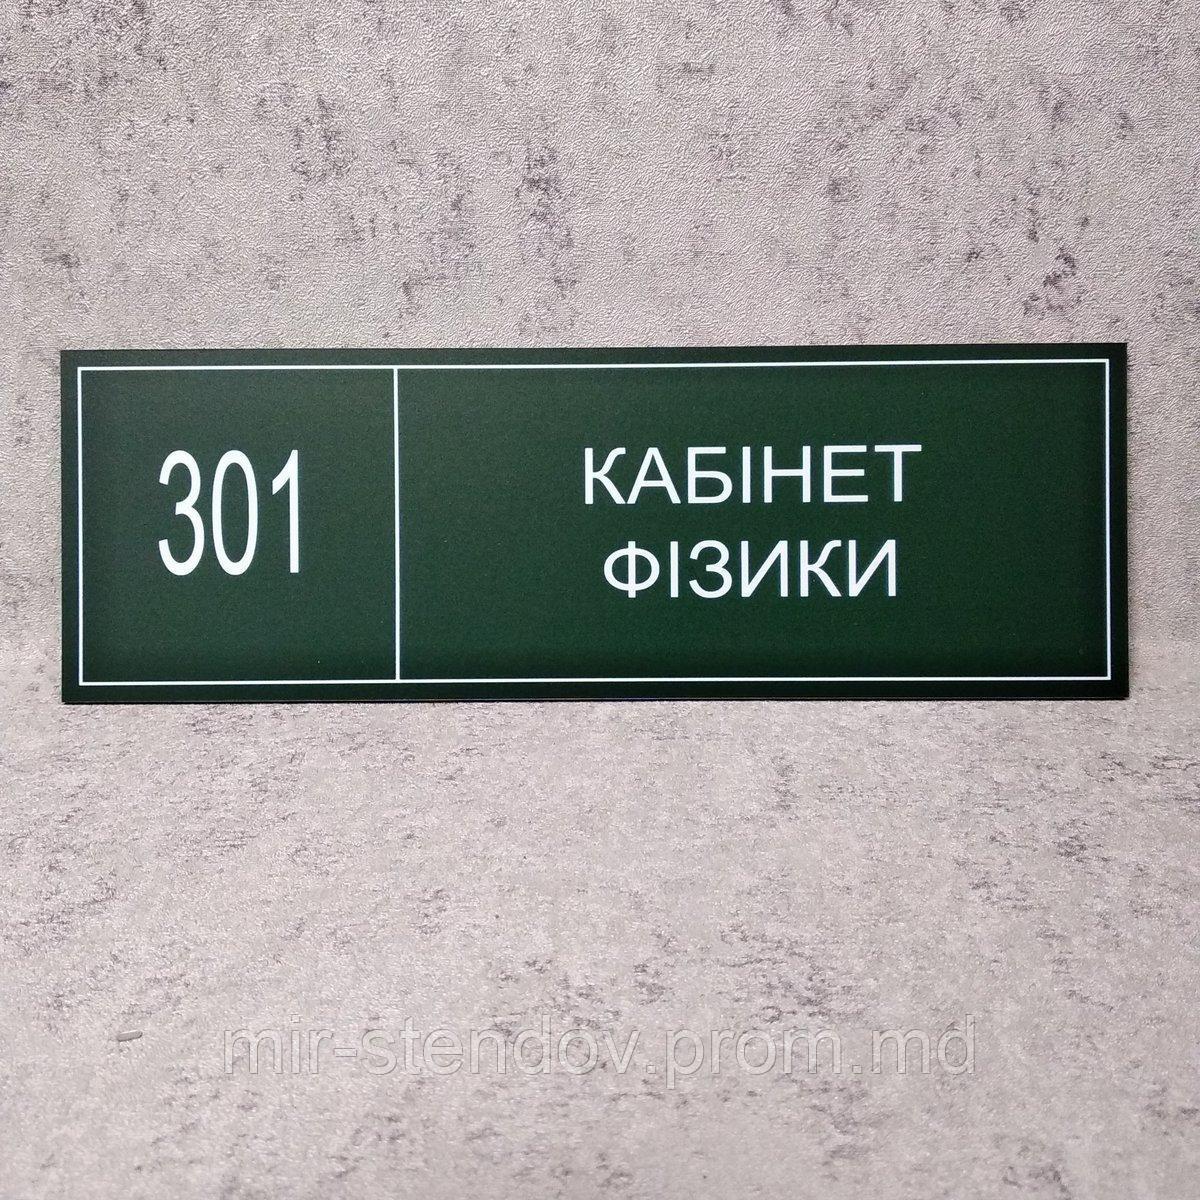 301
КАБІНЕТ
ФІЗИКИ
mir-stendov.prom.md